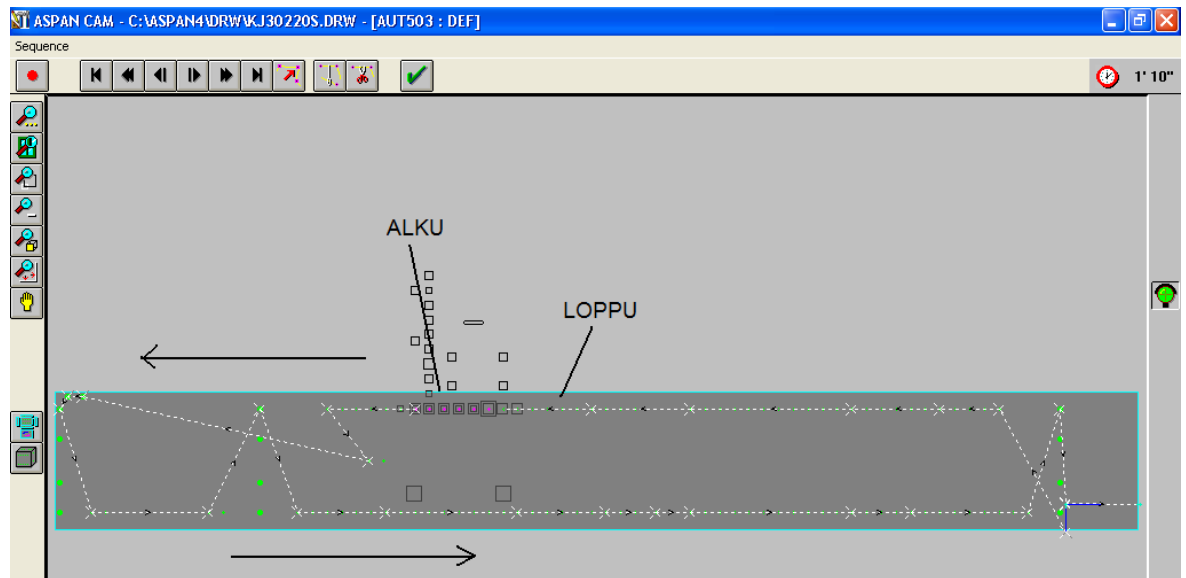 ASPAN CAM - C:\ASPAN4\DRW\KJ30220S.DRW - [AUT503 : DEF]
Sequence
1' 10"
ALKU
LOPPU